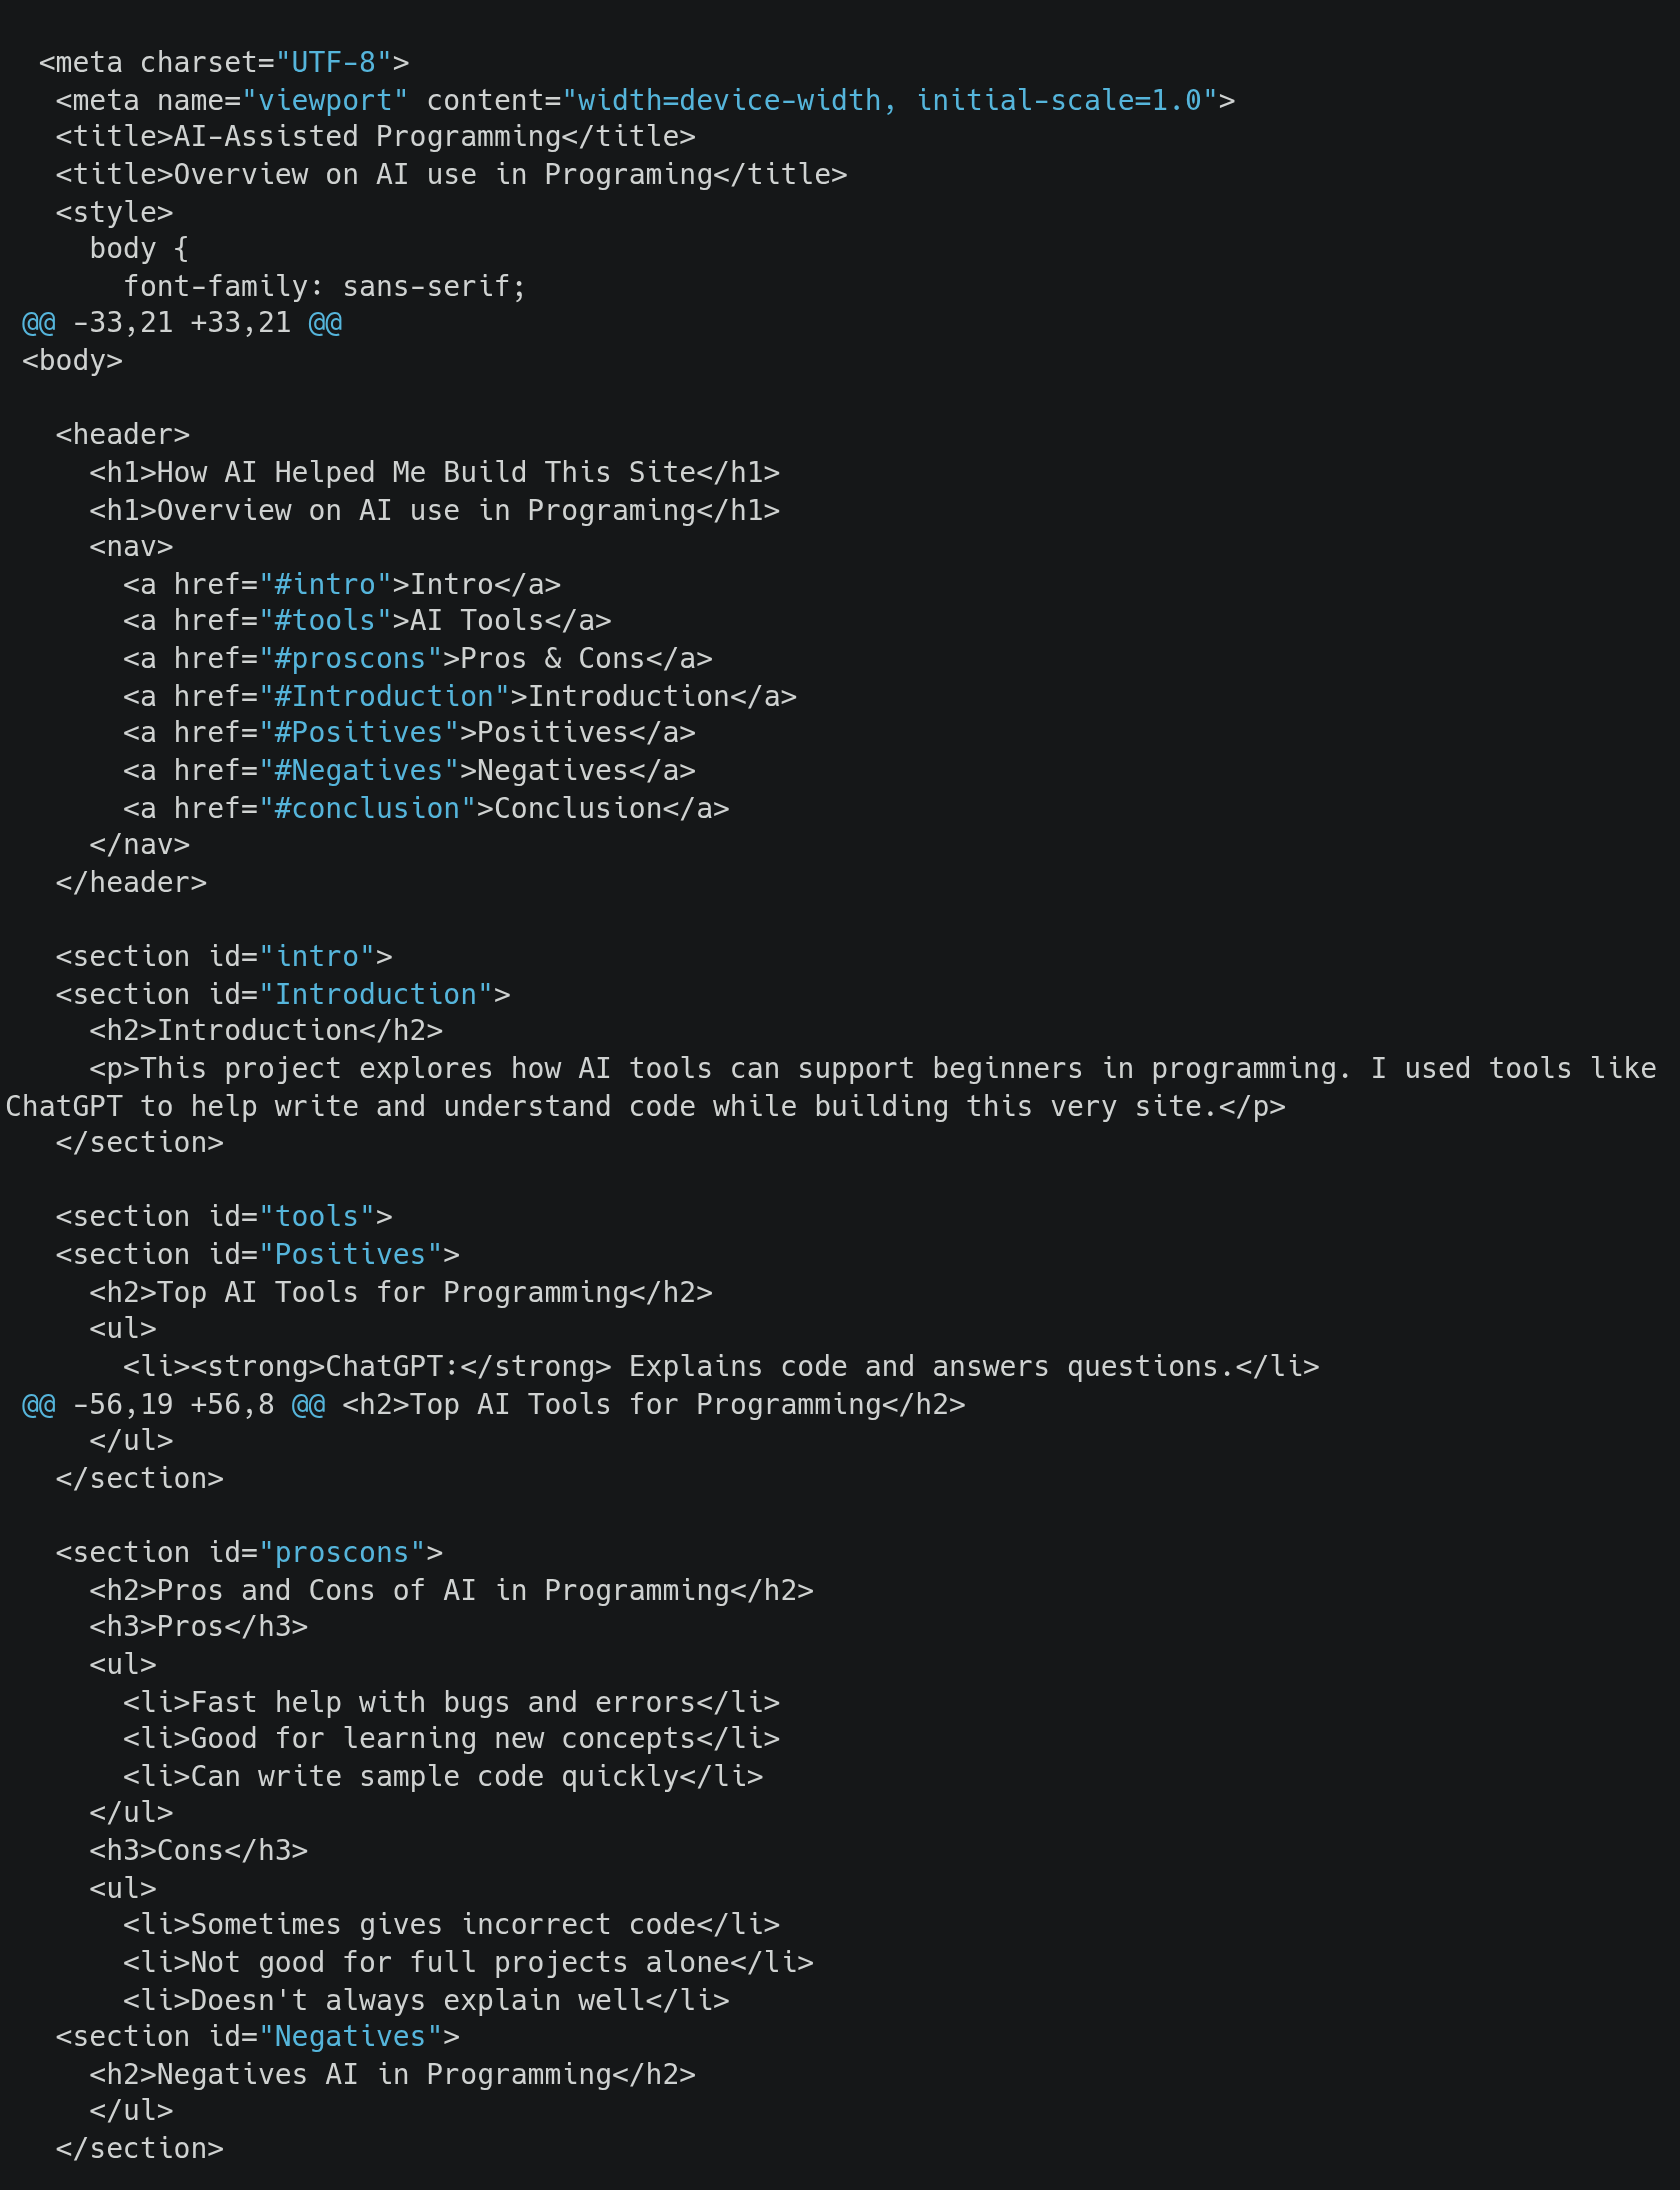 <meta charset="UTF-8">
<meta name="viewport" content="width=device-width, initial-scale=1.0">
<title>AI-Assisted Programming</title>
<title>Overview on AI use in Programing</title>
<style>
body {
font-family: sans-serif;
@@ -33,21 +33,21 @@
<body>
<header>
<h1>How AI Helped Me Build This Site</h1>
<h1>Overview on AI use in Programing</h1>
<nav>
<a href="#intro">Intro</a>
<a href="#tools">AI Tools</a>
<a href="#proscons">Pros & Cons</a>
<a href="#Introduction">Introduction</a>
<a href="#Positives">Positives</a>
<a href="#Negatives">Negatives</a>
<a href="#conclusion">Conclusion</a>
</nav>
</header>
<section id="intro">
<section id="Introduction">
<h2>Introduction</h2>
<p>This project explores how AI tools can support beginners in programming. I used tools like
ChatGPT to help write and understand code while building this very site.</p>
</section>
<section id="tools">
<section id="Positives">
<h2>Top AI Tools for Programming</h2>
<ul>
<li><strong>ChatGPT:</strong> Explains code and answers questions.</li>
@@ -56,19 +56,8 @@ <h2>Top AI Tools for Programming</h2>
</ul>
</section>
<section id="proscons">
<h2>Pros and Cons of AI in Programming</h2>
<h3>Pros</h3>
<ul>
<li>Fast help with bugs and errors</li>
<li>Good for learning new concepts</li>
<li>Can write sample code quickly</li>
</ul>
<h3>Cons</h3>
<ul>
<li>Sometimes gives incorrect code</li>
<li>Not good for full projects alone</li>
<li>Doesn't always explain well</li>
<section id="Negatives">
<h2>Negatives AI in Programming</h2>
</ul>
</section>